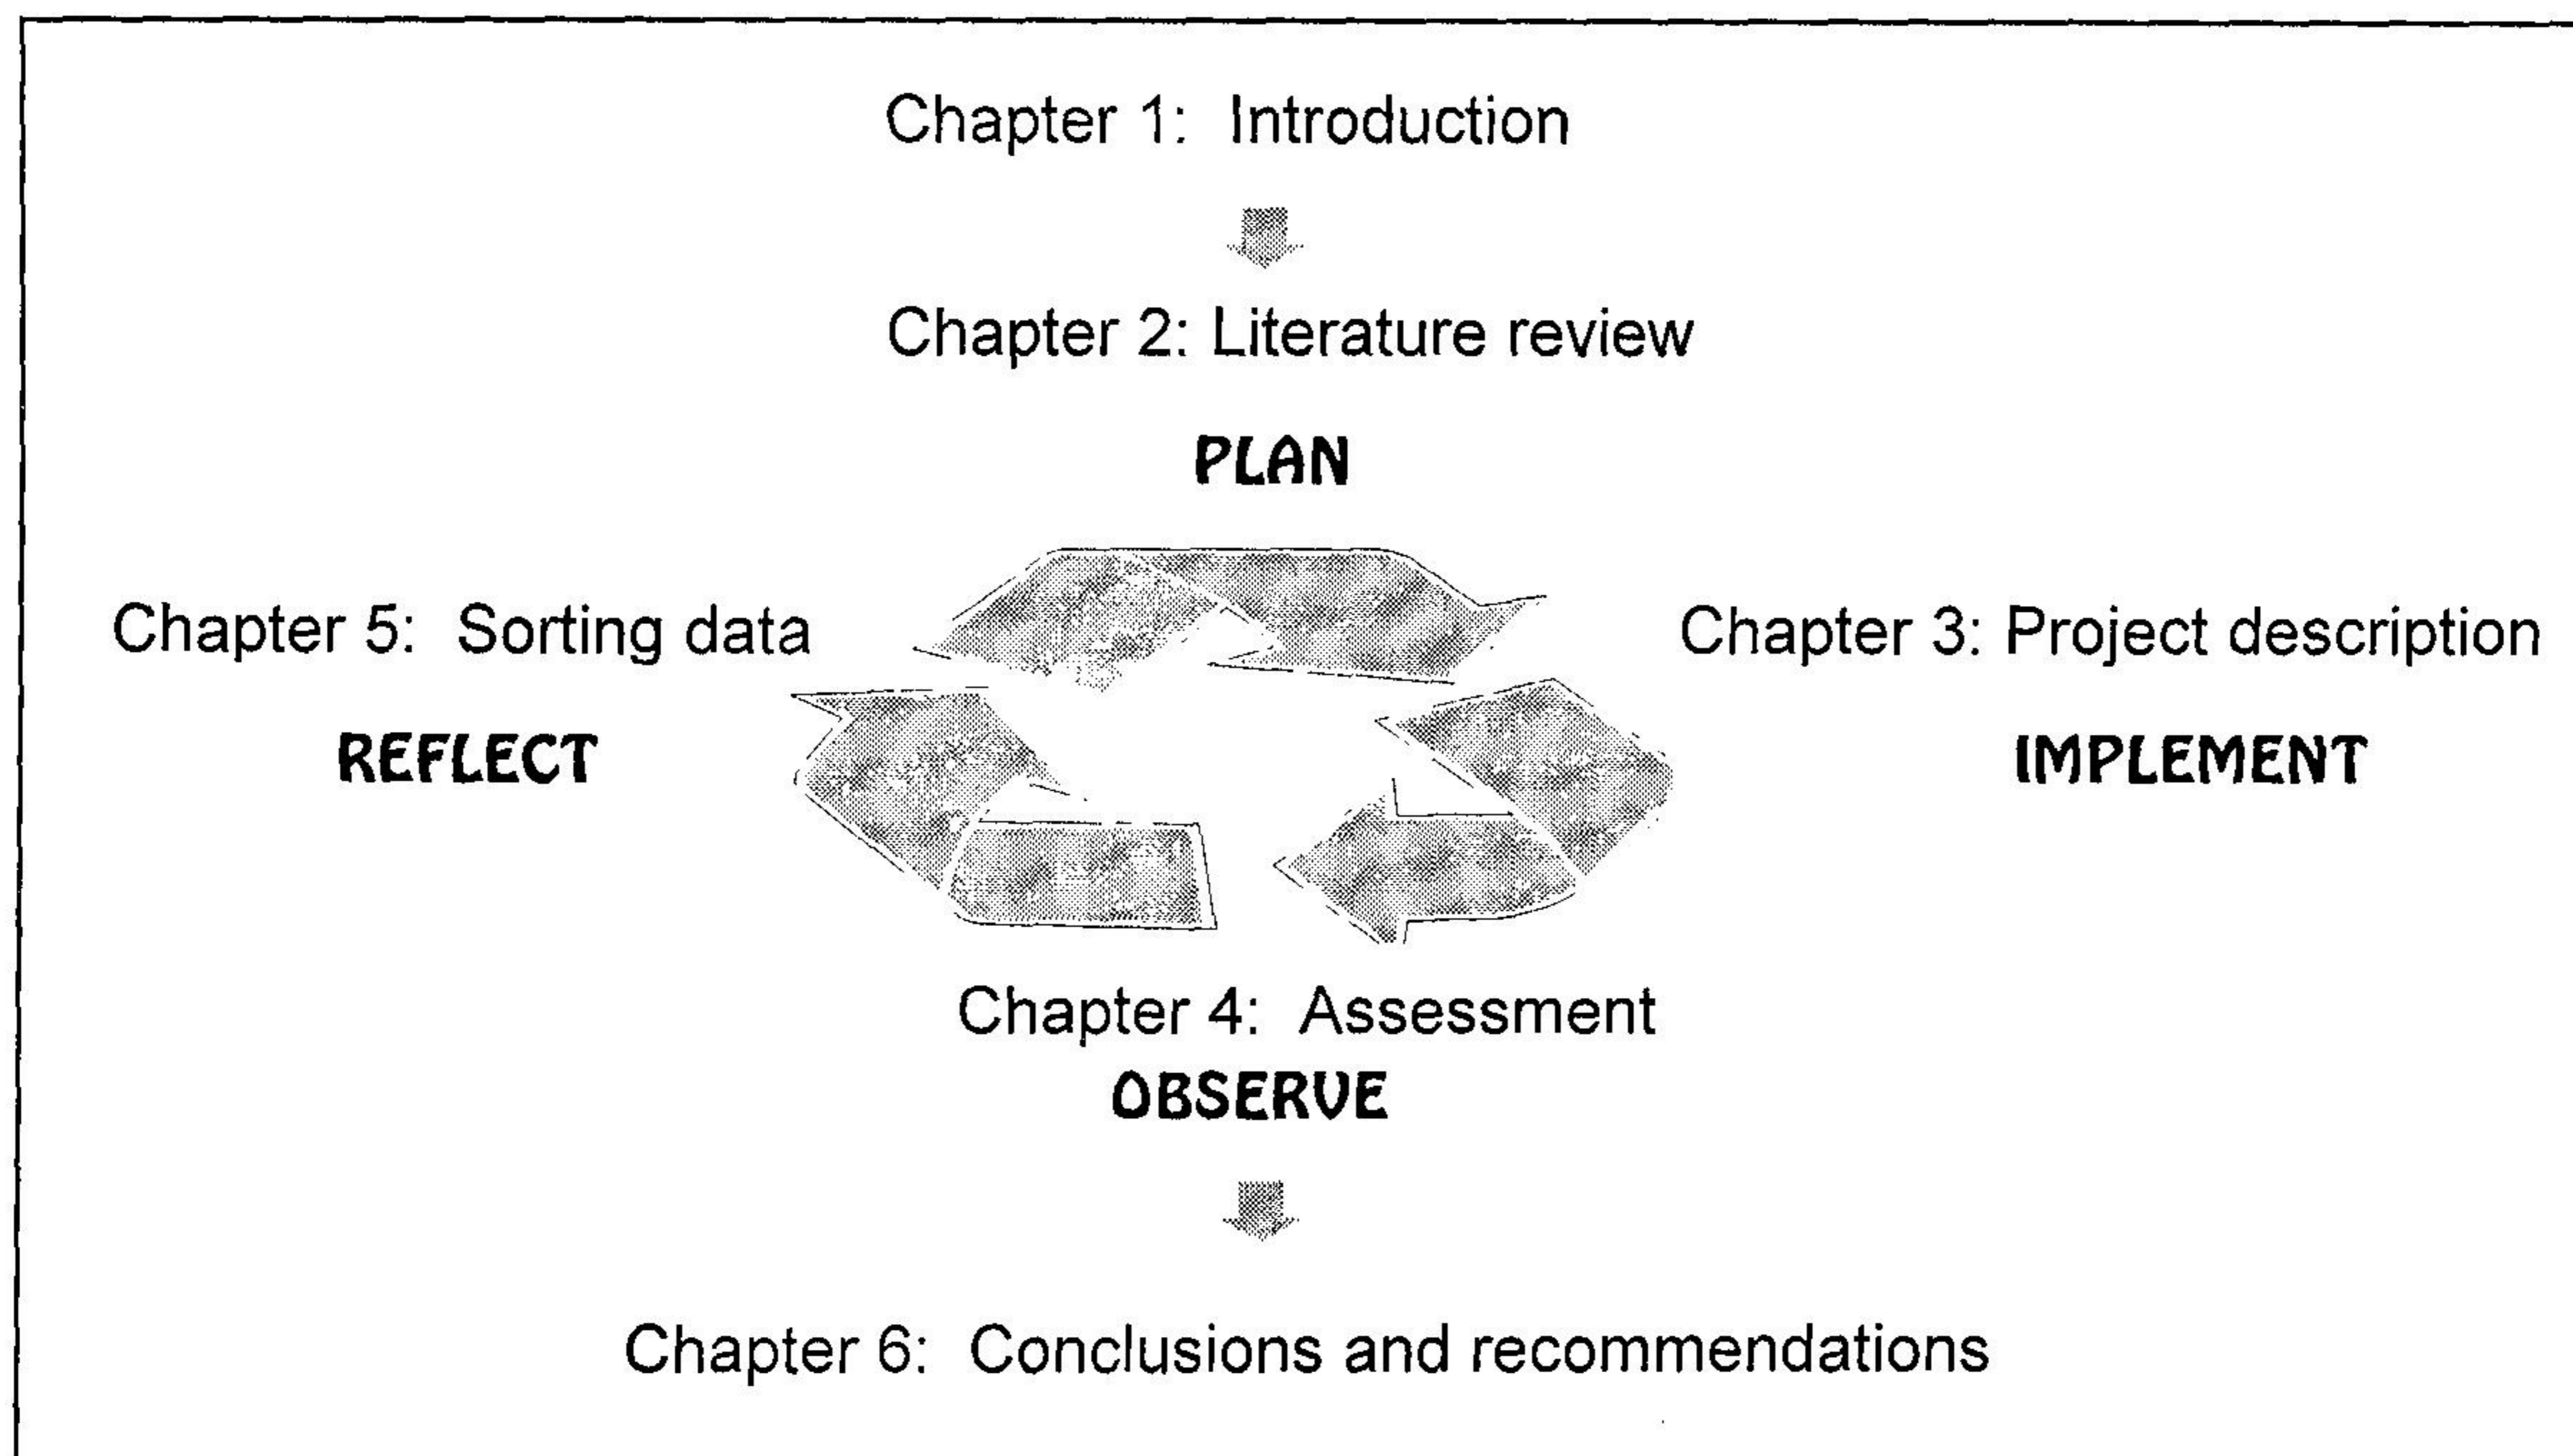 Chapter 1: Introduction
Chapter 2: Literature review
PLAN
Chapter 5: Sorting data
Chapter 3: Project description
REFLECT
IMPLEMENT
Chapter 4: Assessment
OBSERVE
Chapter 6: Conclusions and recommendations